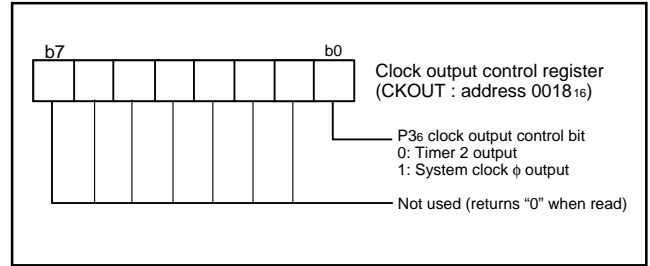 b7 b0
Clock output control register
(CKOUT : address 0018₁₆)
P3₆ clock output control bit
0: Timer 2 output
1: System clock ϕ output
Not used (returns “0” when read)